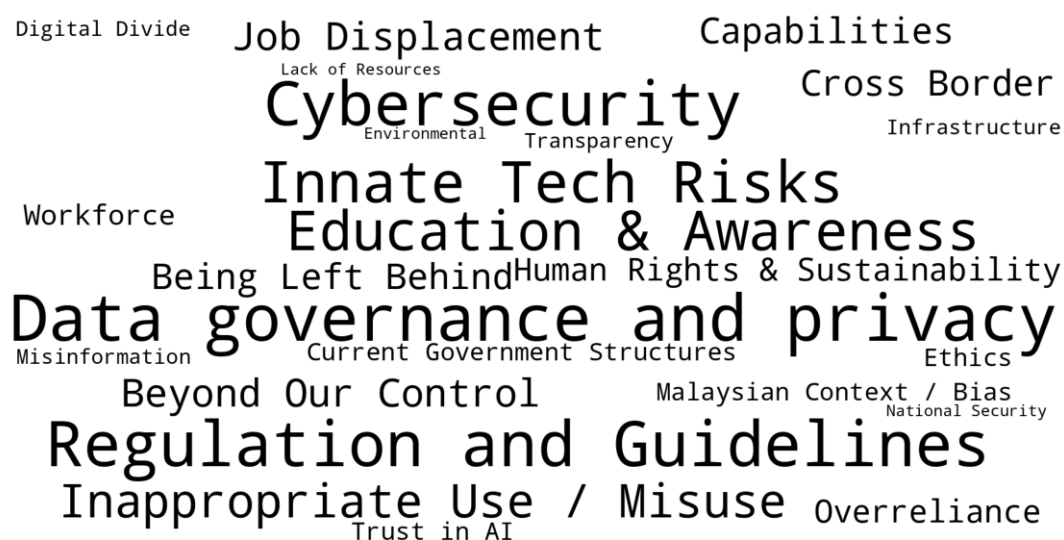 Digital Divide
Job Displacement
Capabilities
Lack of Resources
Cybersecurity
Cross Border
Environmental
Transparency
Infrastructure
Innate Tech Risks
Workforce
Education & Awareness
Being Left Behind
Human Rights & Sustainability
Data governance and privacy
Misinformation
Current Government Structures
Ethics
Beyond Our Control
Malaysian Context / Bias
National Security
Regulation and Guidelines
Inappropriate Use / Misuse
Overreliance
Trust in AI